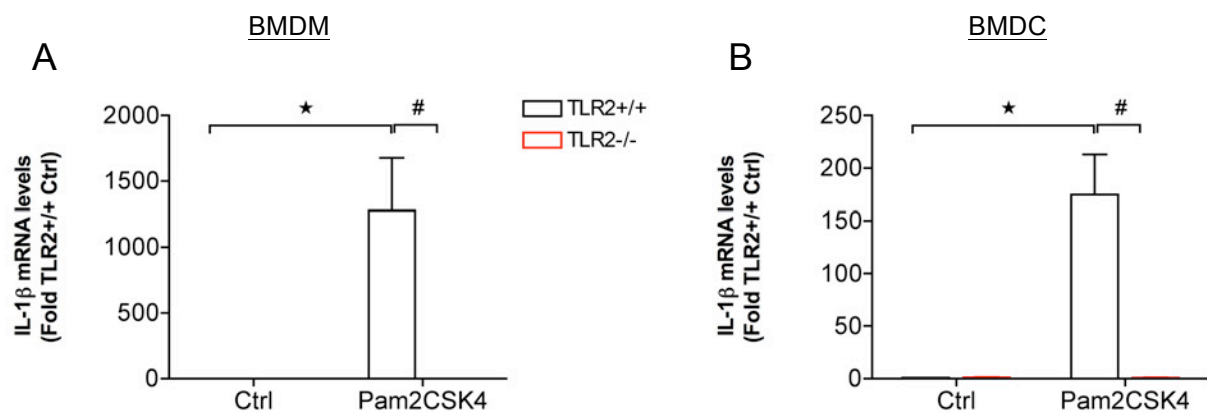 BMDM
BMDC
A
B
★
#
2000
1500
1000
500
0
IL-1β mRNA levels
(Fold TLR2+/+ Ctrl)
Ctrl
Pam2CSK4
TLR2+/+
TLR2-/-
★
#
250
200
150
100
50
0
IL-1β mRNA levels
(Fold TLR2+/+ Ctrl)
Ctrl
Pam2CSK4